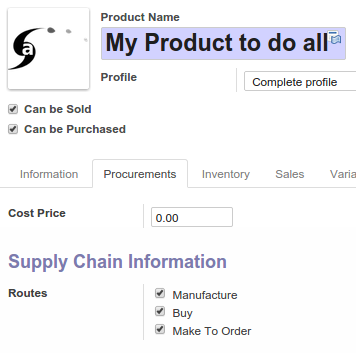 a
Product Name
My Product to do all
Profile
Complete profile
Can be Sold
Can be Purchased
Information Procurements Inventory Sales Varia
Cost Price 0.00
Supply Chain Information
Routes
Manufacture
Buy
Make To Order